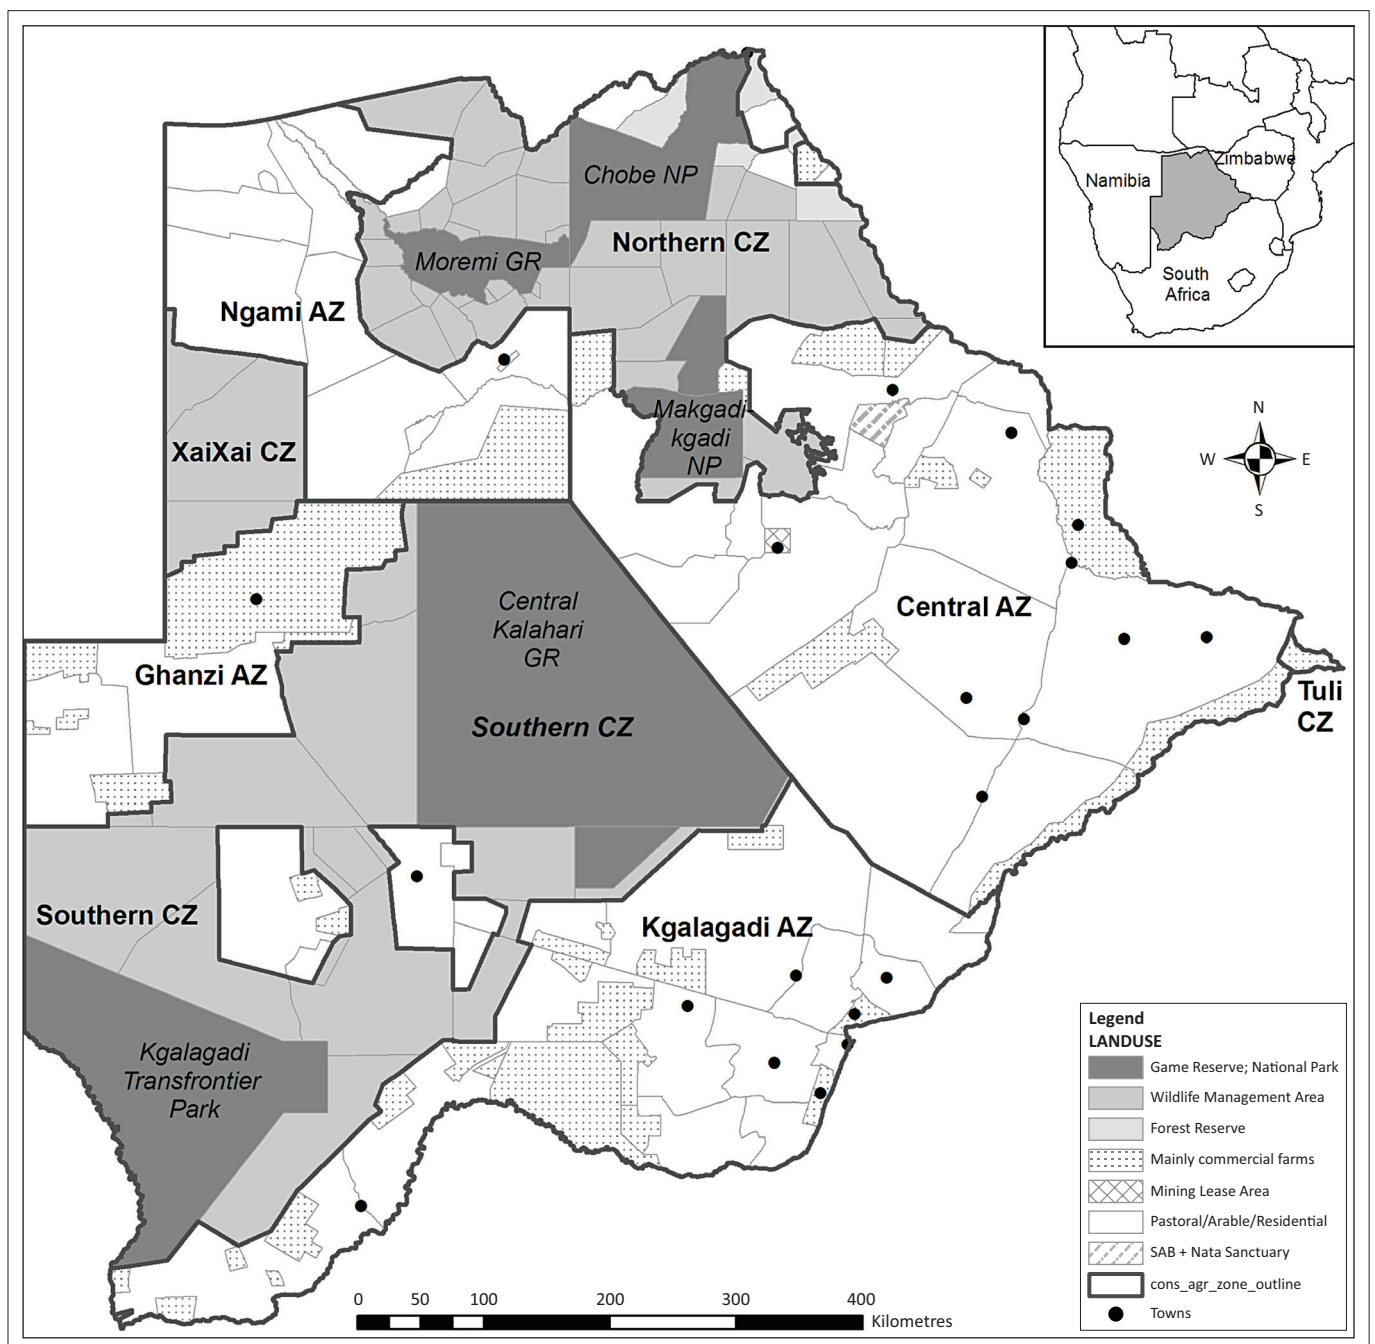 Zimbabwe
Namibia
South
Africa
Chobe NP
Northern CZ
Moremi GR
Ngami AZ
XaiXai CZ
Makgadi-
kgadi
NP
N
W
E
S
Central
Kalahari
GR
Central AZ
Ghanzi AZ
Southern CZ
Tuli
CZ
Southern CZ
Kgalagadi AZ
Kgalagadi
Transfrontier
Park
Legend
LANDUSE
Game Reserve; National Park
Wildlife Management Area
Forest Reserve
Mainly commercial farms
Mining Lease Area
Pastoral/Arable/Residential
SAB + Nata Sanctuary
cons_agr_zone_outline
Towns
0 50 100 200 300 400
Kilometres